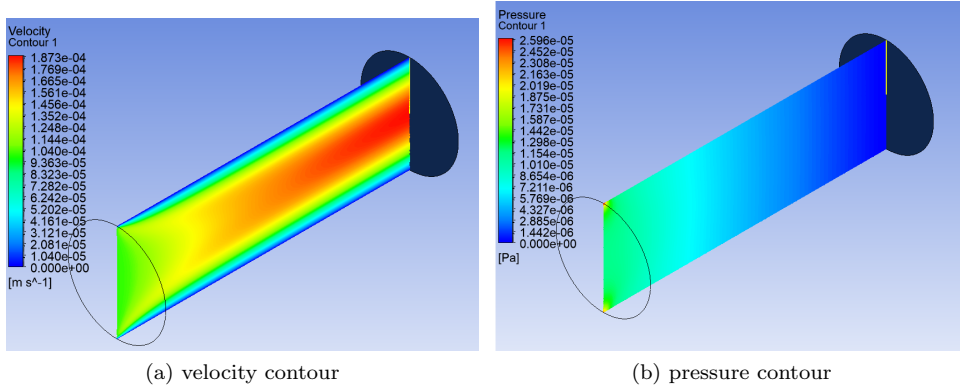 Velocity
Contour 1
1.873e-04
1.769e-04
1.665e-04
1.561e-04
1.456e-04
1.352e-04
1.248e-04
1.144e-04
1.040e-04
9.363e-05
8.323e-05
7.282e-05
6.242e-05
5.202e-05
4.161e-05
3.121e-05
2.081e-05
1.040e-05
0.000e+00
[m s^-1]
Pressure
Contour 1
2.596e-05
2.452e-05
2.308e-05
2.163e-05
2.019e-05
1.875e-05
1.731e-05
1.587e-05
1.442e-05
1.298e-05
1.154e-05
1.010e-05
8.654e-06
7.211e-06
5.769e-06
4.327e-06
2.885e-06
1.442e-06
0.000e+00
[Pa]
(a) velocity contour
(b) pressure contour